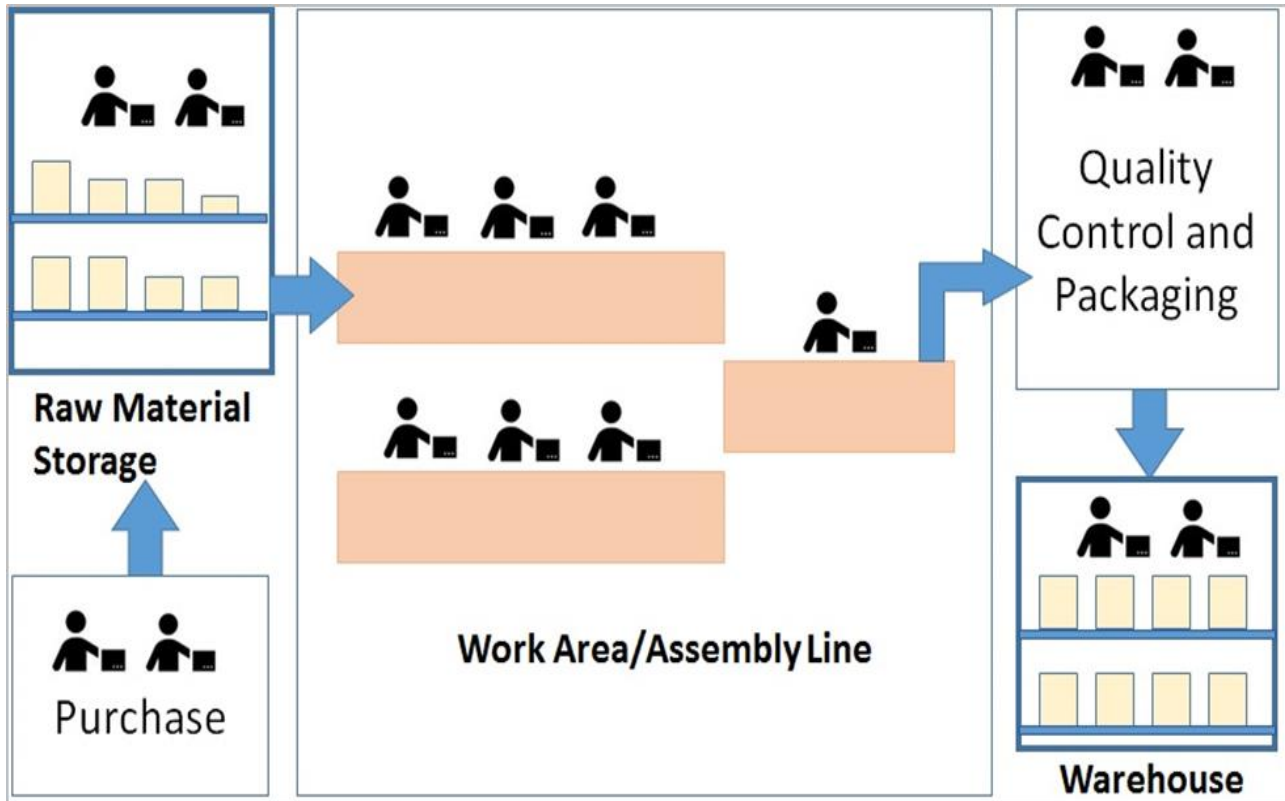 Raw Material
Storage
Purchase
Work Area/Assembly Line
Quality
Control and
Packaging
Warehouse